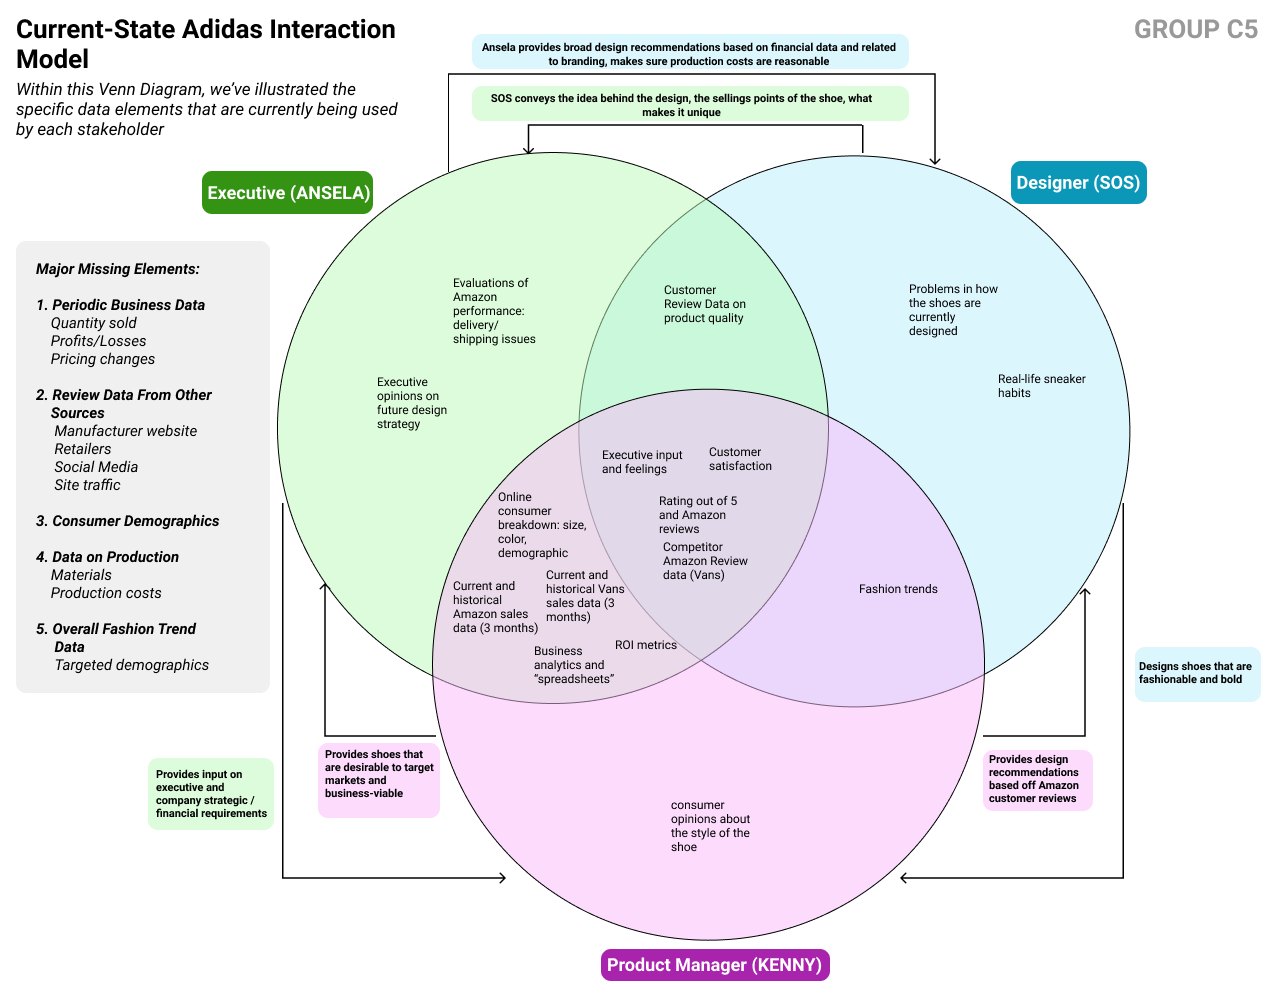 Current-State Adidas Interaction
Model
GROUP C5
Within this Venn Diagram, we've illustrated the
specific data elements that are currently being used
by each stakeholder
Ansela provides broad design recommendations based on financial data and related
to branding, makes sure production costs are reasonable
SOS conveys the idea behind the design, the sellings points of the shoe, what
makes it unique
Executive (ANSELA)
Designer (SOS)
Major Missing Elements:
1. Periodic Business Data
Quantity sold
Profits/Losses
Pricing changes
2. Review Data From Other
Sources
Manufacturer website
Retailers
Social Media
Site traffic
3. Consumer Demographics
4. Data on Production
Materials
Production costs
5. Overall Fashion Trend
Data
Targeted demographics
Evaluations of
Amazon
performance:
delivery/
shipping issues
Executive
opinions on
future design
strategy
Customer
Review Data on
product quality
Problems in how
the shoes are
currently
designed
Real-life sneaker
habits
Executive input
and feelings
Customer
satisfaction
Rating out of 5
and Amazon
reviews
Competitor
Amazon Review
data (Vans)
Online
consumer
breakdown: size,
color,
demographic
Current and
historical
Amazon sales
data (3 months)
Current and
historical Vans
sales data (3
months)
ROI metrics
Business
analytics and
"spreadsheets"
Fashion trends
Designs shoes that are
fashionable and bold
Provides input on
executive and
company strategic /
financial requirements
Provides shoes that
are desirable to target
markets and
business-viable
Provides design
recommendations
based off Amazon
customer reviews
consumer
opinions about
the style of the
shoe
Product Manager (KENNY)